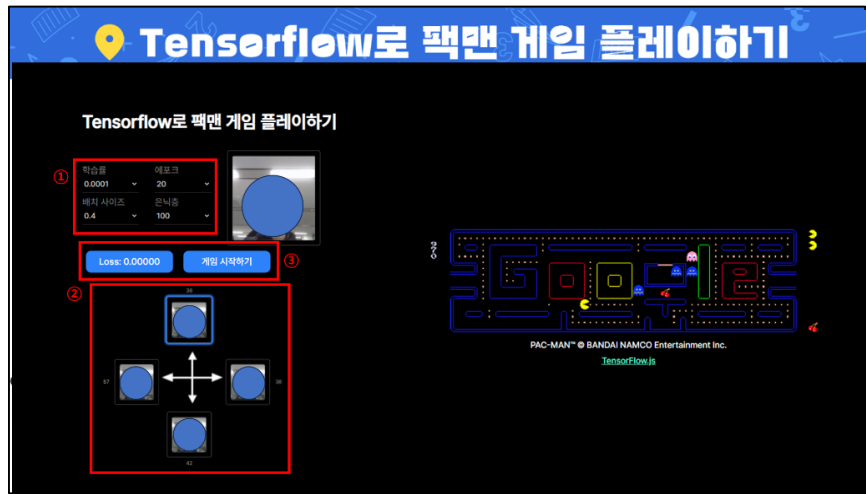 Tensorflow로 팩맨 게임 플레이하기
Tensorflow로 팩맨 게임 플레이하기
①
학습률 에포크
0.0001 20
배치 사이즈 은닉층
0.4 100
Loss: 0.00000 게임 시작하기 ③
②
36
57 36
42
270
Google
PAC-MAN™ © BANDAI NAMCO Entertainment Inc.
TensorFlow.js